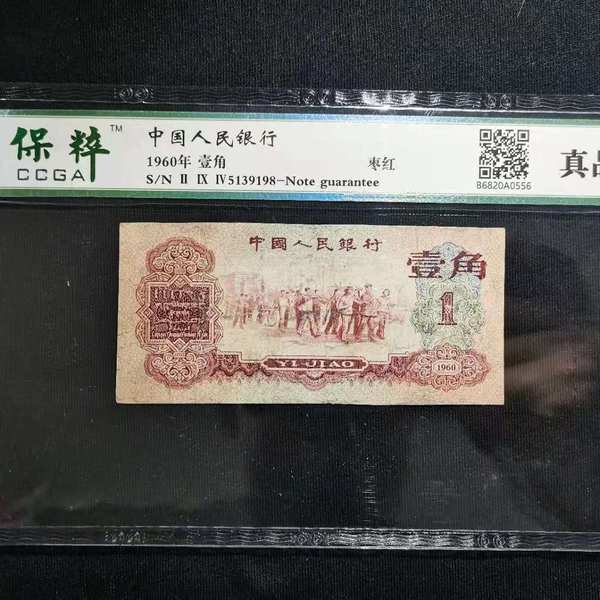 保粹™
CCGA
中国人民银行
1960年 壹角 枣红
S/N Ⅱ Ⅸ Ⅳ5139198-Note guarantee
B6820A0556
真品
中國人民銀行
壹角
1
YI JIAO
1960